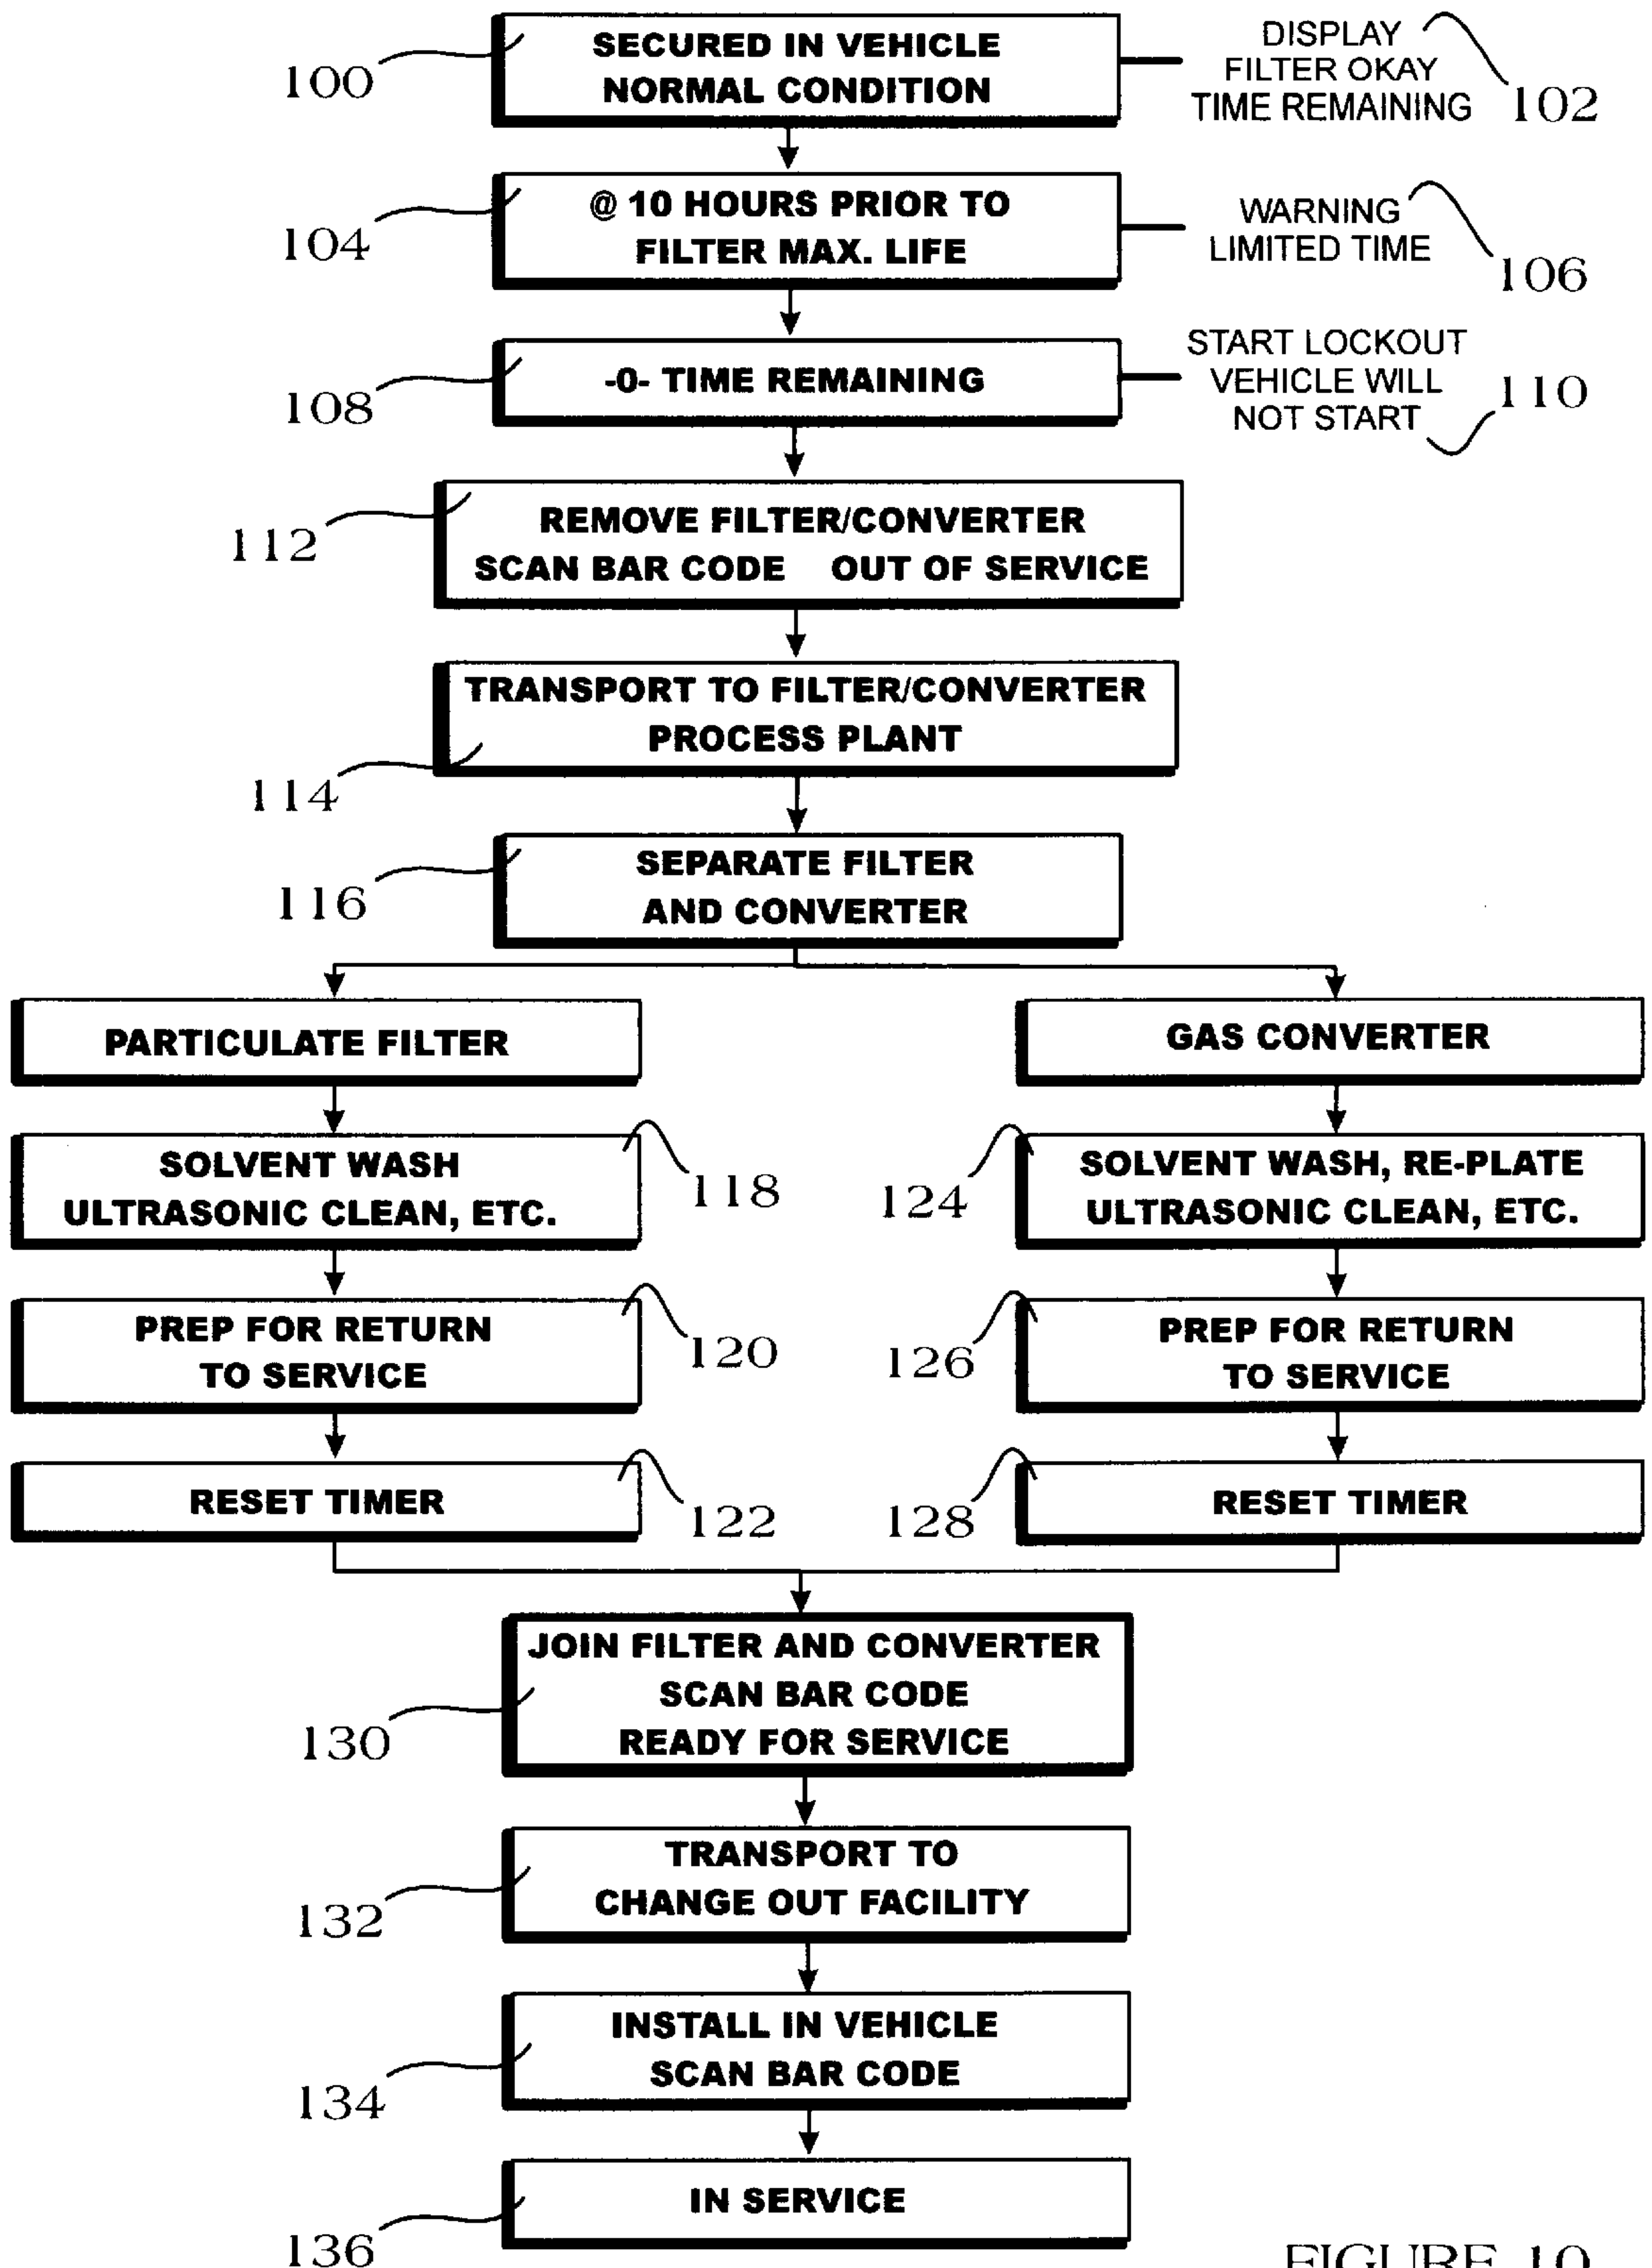 SECURED IN VEHICLE
NORMAL CONDITION
100
DISPLAY
FILTER OKAY
TIME REMAINING
102
@ 10 HOURS PRIOR TO
FILTER MAX. LIFE
104
WARNING
LIMITED TIME
106
-0- TIME REMAINING
108
START LOCKOUT
VEHICLE WILL
NOT START
110
REMOVE FILTER/CONVERTER
SCAN BAR CODE OUT OF SERVICE
112
TRANSPORT TO FILTER/CONVERTER
PROCESS PLANT
114
SEPARATE FILTER
AND CONVERTER
116
PARTICULATE FILTER
GAS CONVERTER
SOLVENT WASH
ULTRASONIC CLEAN, ETC.
118
124
SOLVENT WASH, RE-PLATE
ULTRASONIC CLEAN, ETC.
PREP FOR RETURN
TO SERVICE
120
126
PREP FOR RETURN
TO SERVICE
RESET TIMER
122
128
RESET TIMER
JOIN FILTER AND CONVERTER
SCAN BAR CODE
READY FOR SERVICE
130
TRANSPORT TO
CHANGE OUT FACILITY
132
INSTALL IN VEHICLE
SCAN BAR CODE
134
IN SERVICE
136
FIGURE 10